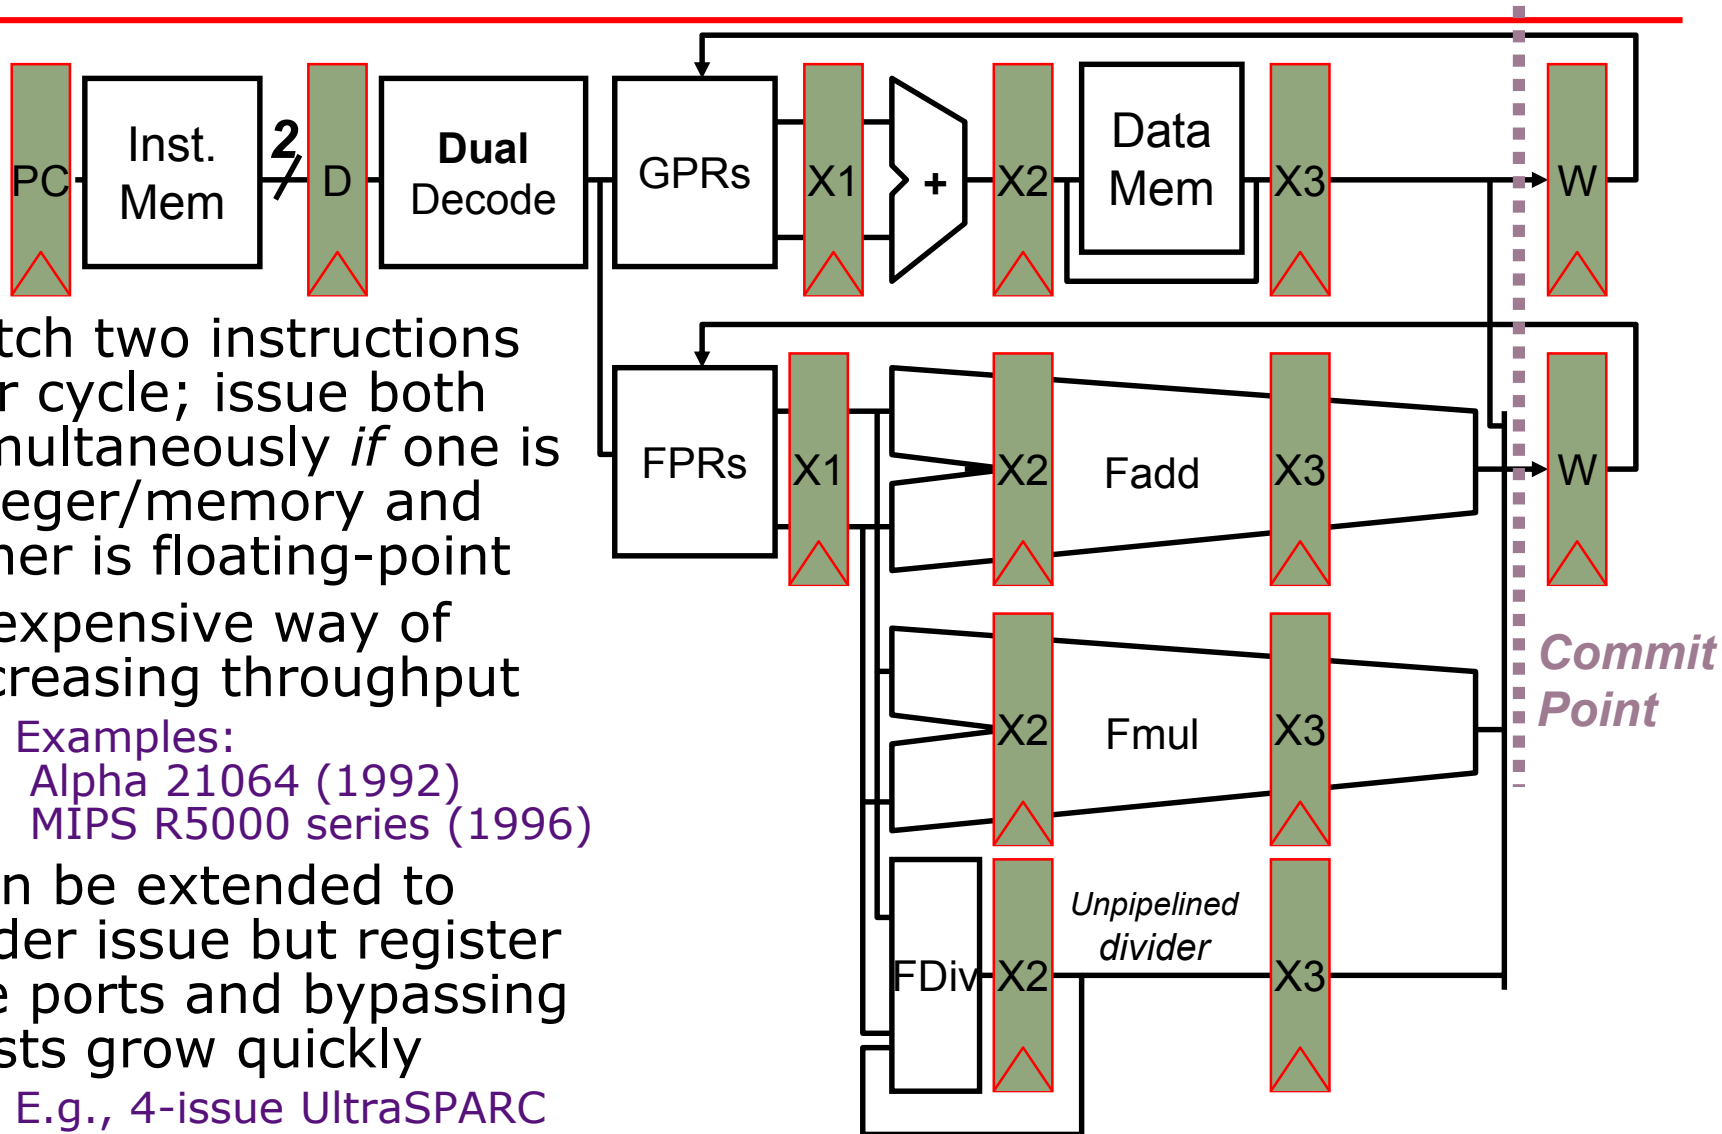 PC
Inst.
Mem
2
D
Dual
Decode
GPRs
X1
+
X2
Data
Mem
X3
W
tch two instructions
r cycle; issue both
multaneously if one is
eger/memory and
ner is floating-point
expensive way of
creasing throughput
Examples:
Alpha 21064 (1992)
MIPS R5000 series (1996)
n be extended to
der issue but register
e ports and bypassing
sts grow quickly
E.g., 4-issue UltraSPARC
FPRs
X1
X2
Fadd
X3
W
X2
Fmul
X3
Commit
Point
FDiv
X2
Unpipelined
divider
X3